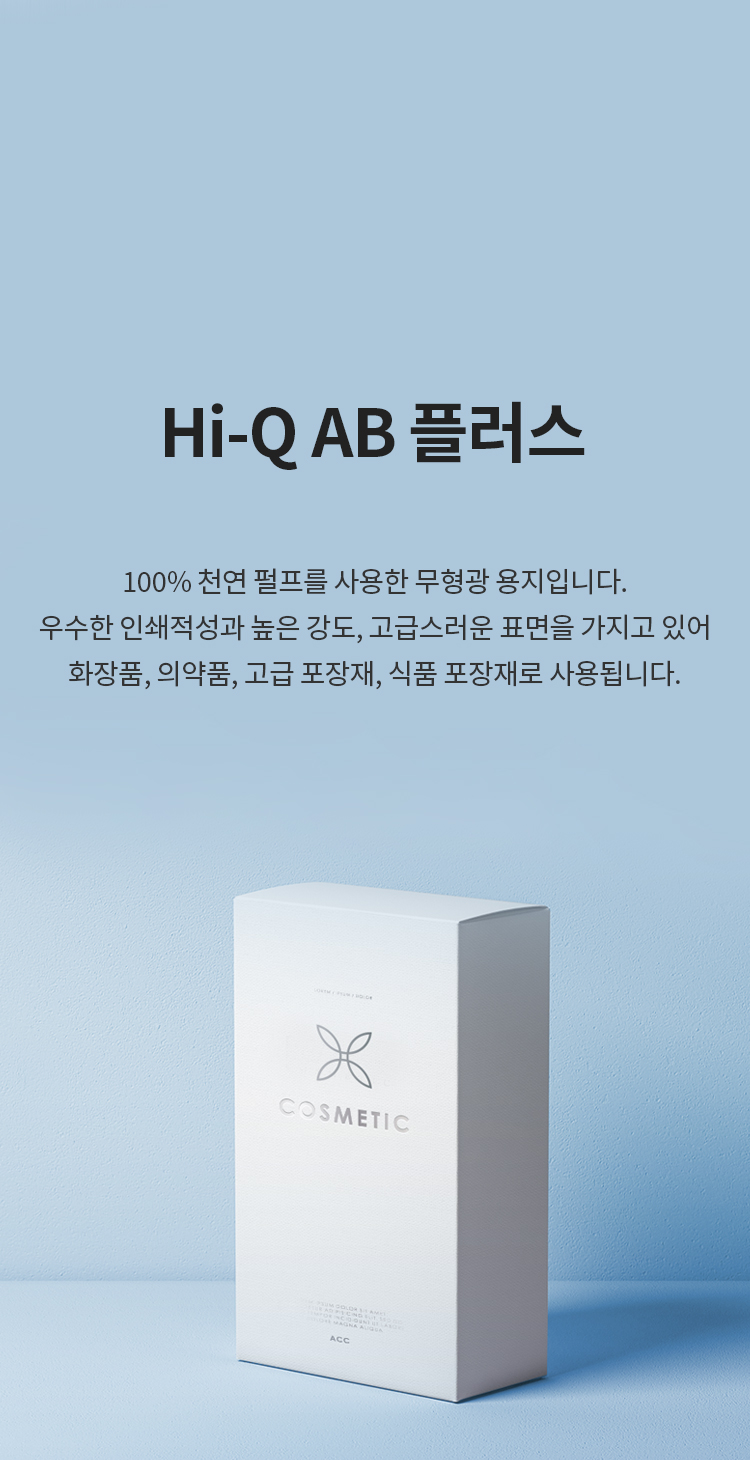 Hi-Q AB 플러스
100% 천연 펄프를 사용한 무형광 용지입니다.
우수한 인쇄적성과 높은 강도, 고급스러운 표면을 가지고 있어
화장품, 의약품, 고급 포장재, 식품 포장재로 사용됩니다.
COSMETIC
ACC